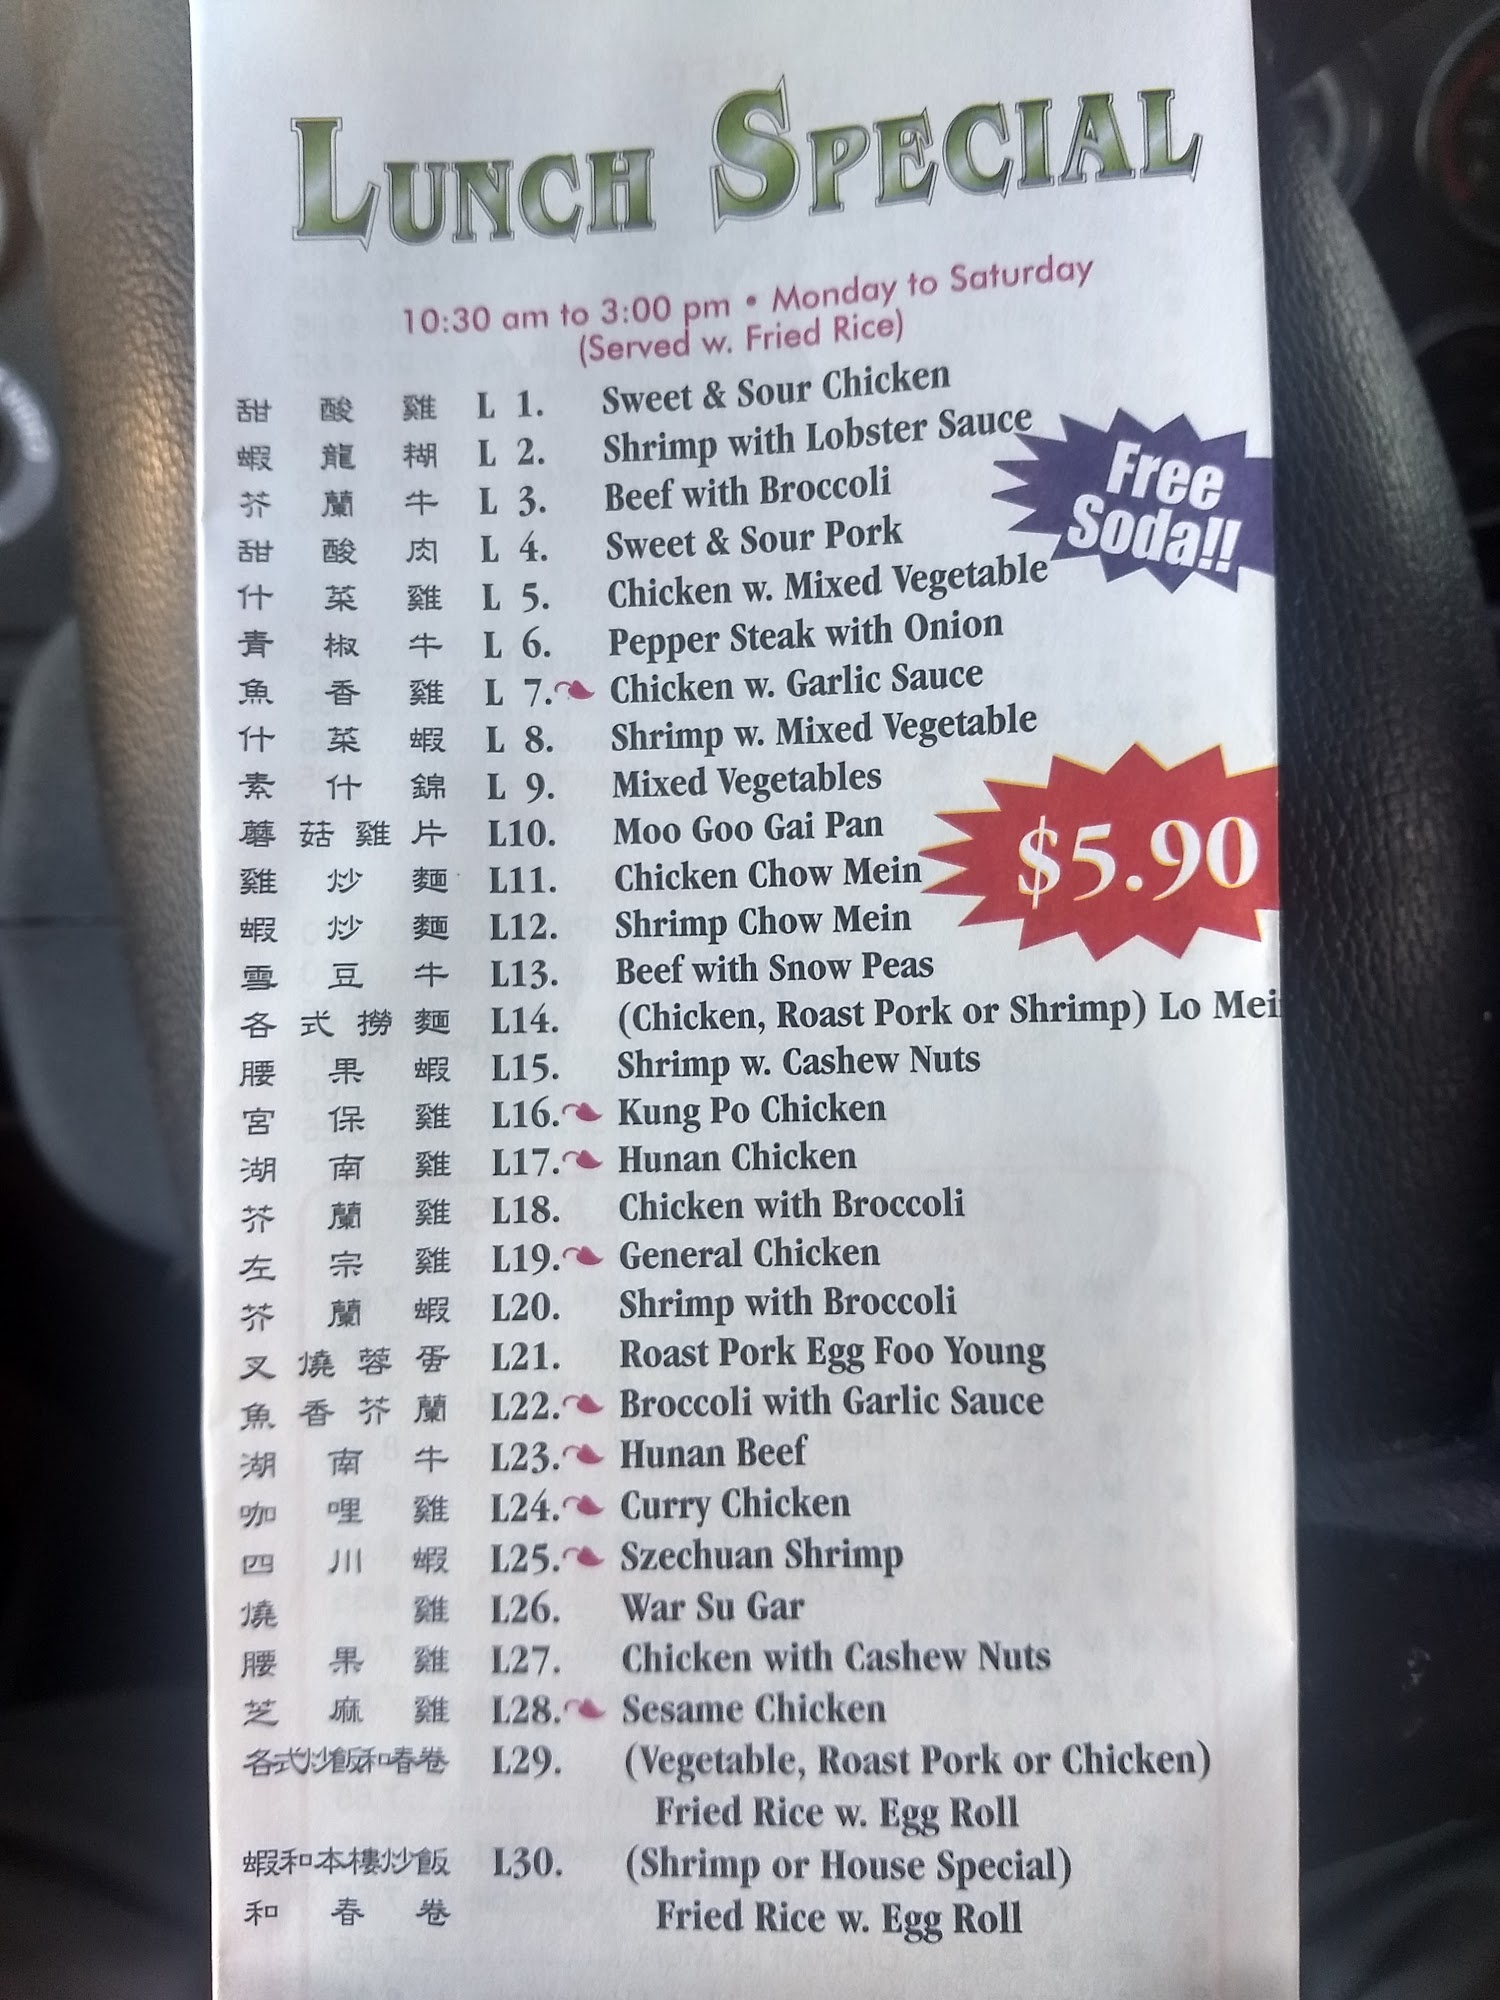 LUNCH SPECIAL
10:30 am to 3:00 pm • Monday to Saturday
(Served w. Fried Rice)
甜酸雞 L 1. Sweet & Sour Chicken
蝦龍糊 L 2. Shrimp with Lobster Sauce
芥蘭牛 L 3. Beef with Broccoli
Free
Soda!!
甜酸肉 L 4. Sweet & Sour Pork
什菜雞 L 5. Chicken w. Mixed Vegetable
青椒牛 L 6. Pepper Steak with Onion
魚香雞 L 7. Chicken w. Garlic Sauce
什菜蝦 L 8. Shrimp w. Mixed Vegetable
素什錦 L 9. Mixed Vegetables
蘑菇雞片 L10. Moo Goo Gai Pan
$5.90
雞炒麵 L11. Chicken Chow Mein
蝦炒麵 L12. Shrimp Chow Mein
雪豆牛 L13. Beef with Snow Peas
各式撈麵 L14. (Chicken, Roast Pork or Shrimp) Lo Mei
腰果蝦 L15. Shrimp w. Cashew Nuts
宮保雞 L16. Kung Po Chicken
湖南雞 L17. Hunan Chicken
芥蘭雞 L18. Chicken with Broccoli
左宗雞 L19. General Chicken
芥蘭蝦 L20. Shrimp with Broccoli
叉燒蓉蛋 L21. Roast Pork Egg Foo Young
魚香芥蘭 L22. Broccoli with Garlic Sauce
湖南牛 L23. Hunan Beef
咖哩雞 L24. Curry Chicken
四川蝦 L25. Szechuan Shrimp
燒雞 L26. War Su Gar
腰果雞 L27. Chicken with Cashew Nuts
芝麻雞 L28. Sesame Chicken
各式炒飯和春卷 L29. (Vegetable, Roast Pork or Chicken)
Fried Rice w. Egg Roll
蝦和本樓炒飯 L30. (Shrimp or House Special)
和春卷 Fried Rice w. Egg Roll